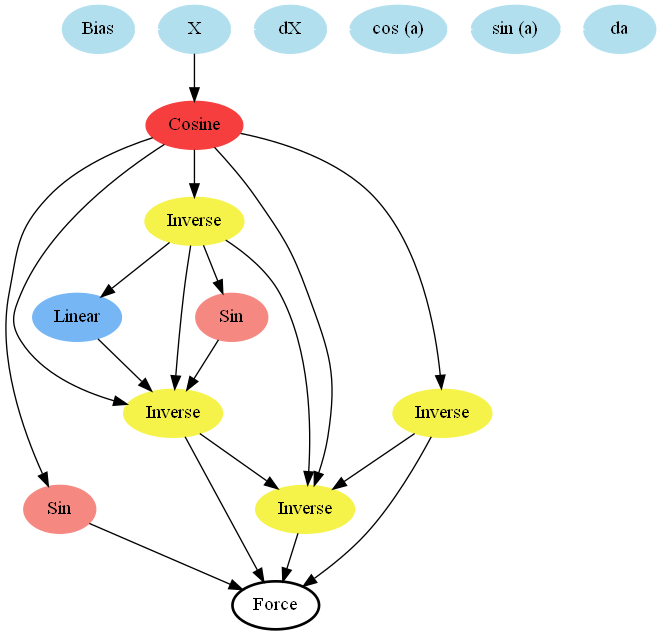 Bias X dX cos (a) sin (a) da
Cosine
Inverse
Linear Sin
Inverse Inverse
Sin Inverse
Force